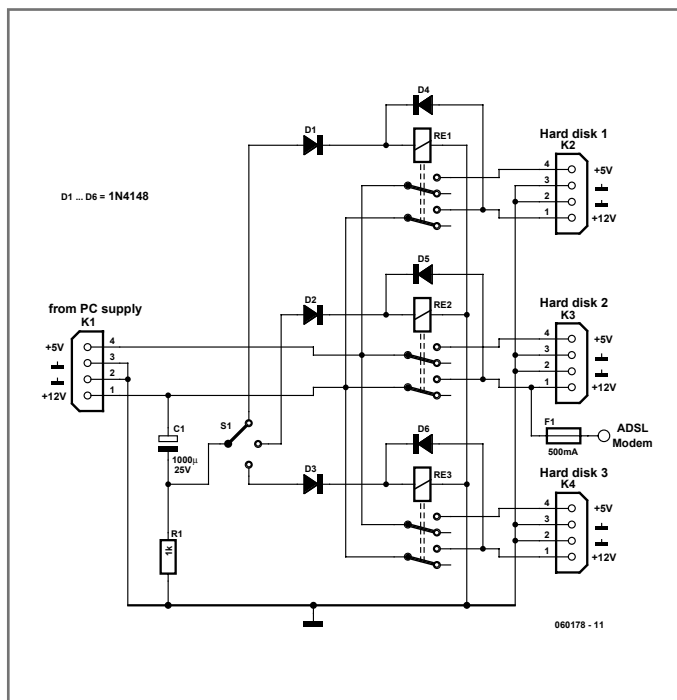 D4
D1
RE1
Hard disk 1
K2
4
3
2
1
+5V
+12V
D1 ... D6 = 1N4148
D5
D2
RE2
Hard disk 2
K3
4
3
2
1
+5V
+12V
from PC supply
K1
+5V
+12V
4
3
2
1
S1
C1
1000µ
25V
F1
500mA
ADSL
Modem
D6
D3
RE3
Hard disk 3
K4
4
3
2
1
+5V
+12V
R1
1k
060178 - 11